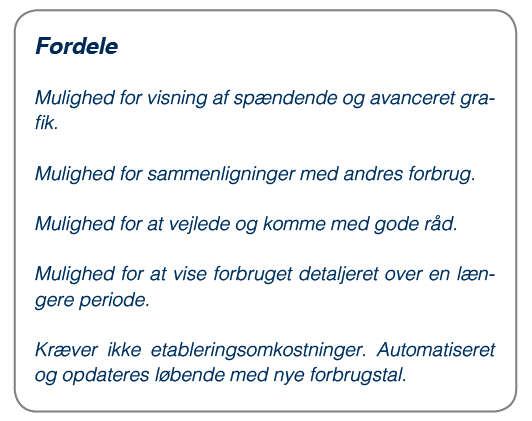 Fordele
Mulighed for visning af spændende og avanceret gra-
fik.
Mulighed for sammenligninger med andres forbrug.
Mulighed for at vejlede og komme med gode råd.
Mulighed for at vise forbruget detaljeret over en læn-
gere periode.
Kræver ikke etableringsomkostninger. Automatiseret
og opdateres løbende med nye forbrugstal.